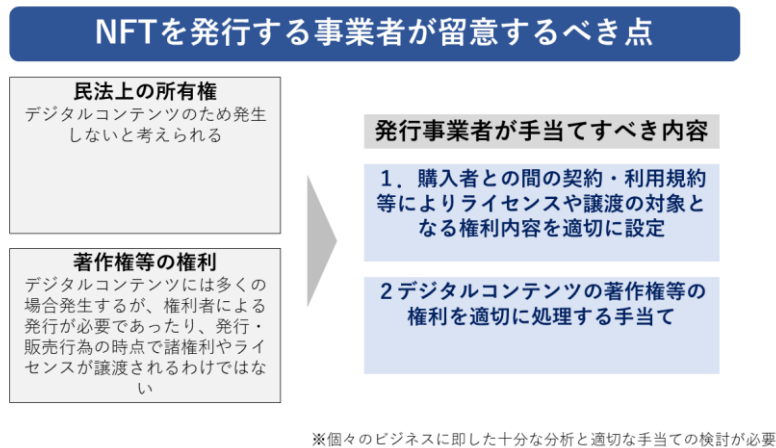 NFTを発行する事業者が留意するべき点
民法上の所有権
デジタルコンテンツのため発生
しないと考えられる
著作権等の権利
デジタルコンテンツには多くの
場合発生するが、権利者による
発行が必要であったり、発行・
販売行為の時点で諸権利やライ
センスが譲渡されるわけではな
い
発行事業者が手当てすべき内容
１．購入者との間の契約・利用規約
等によりライセンスや譲渡の対象と
なる権利内容を適切に設定
２デジタルコンテンツの著作権等の
権利を適切に処理する手当て
※個々のビジネスに即した十分な分析と適切な手当ての検討が必要